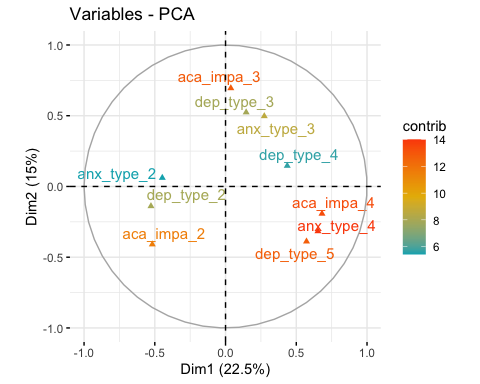 Variables - PCA
1.0
0.5
0.0
-0.5
-1.0
Dim2 (15%)
aca_impa_3
dep_type_3
anx_type_3
dep_type_4
anx_type_2
dep_type_2
aca_impa_4
anx_type_4
aca_impa_2
dep_type_5
-1.0 -0.5 0.0 0.5 1.0
Dim1 (22.5%)
contrib
14
12
10
8
6